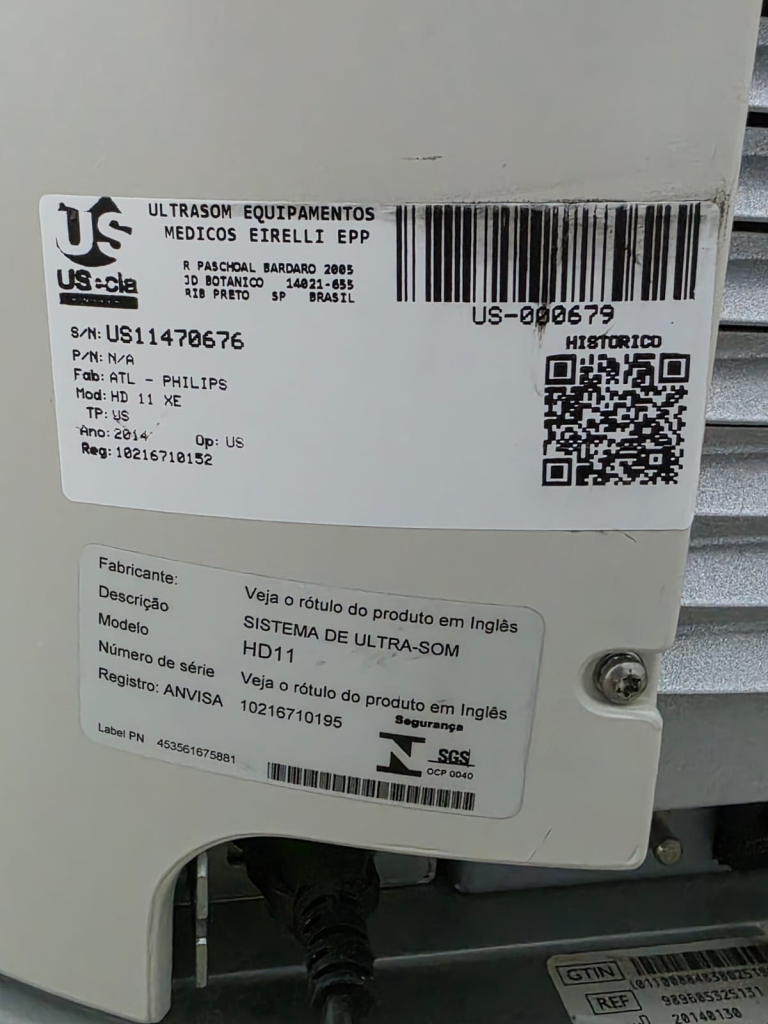 US
US e cia
ULTRASOM EQUIPAMENTOS
MEDICOS EIRELLI EPP
R PASCHOAL BARDARO 2005
JD BOTANICO 14021-655
RIB PRETO SP BRASIL
US-000679
HISTORICO
S/N: US11470676
P/N: N/A
Fab: ATL - PHILIPS
Mod: HD 11 XE
TP: US
Ano: 2014 Op: US
Reg: 10216710152
Fabricante: Veja o rótulo do produto em Inglês
Descrição SISTEMA DE ULTRA-SOM
Modelo HD11
Número de série Veja o rótulo do produto em Inglês
Registro: ANVISA 10216710195
Segurança
SGS
OCP 0040
Label PN 453561675881
GTIN
REF 989605325131
20140130